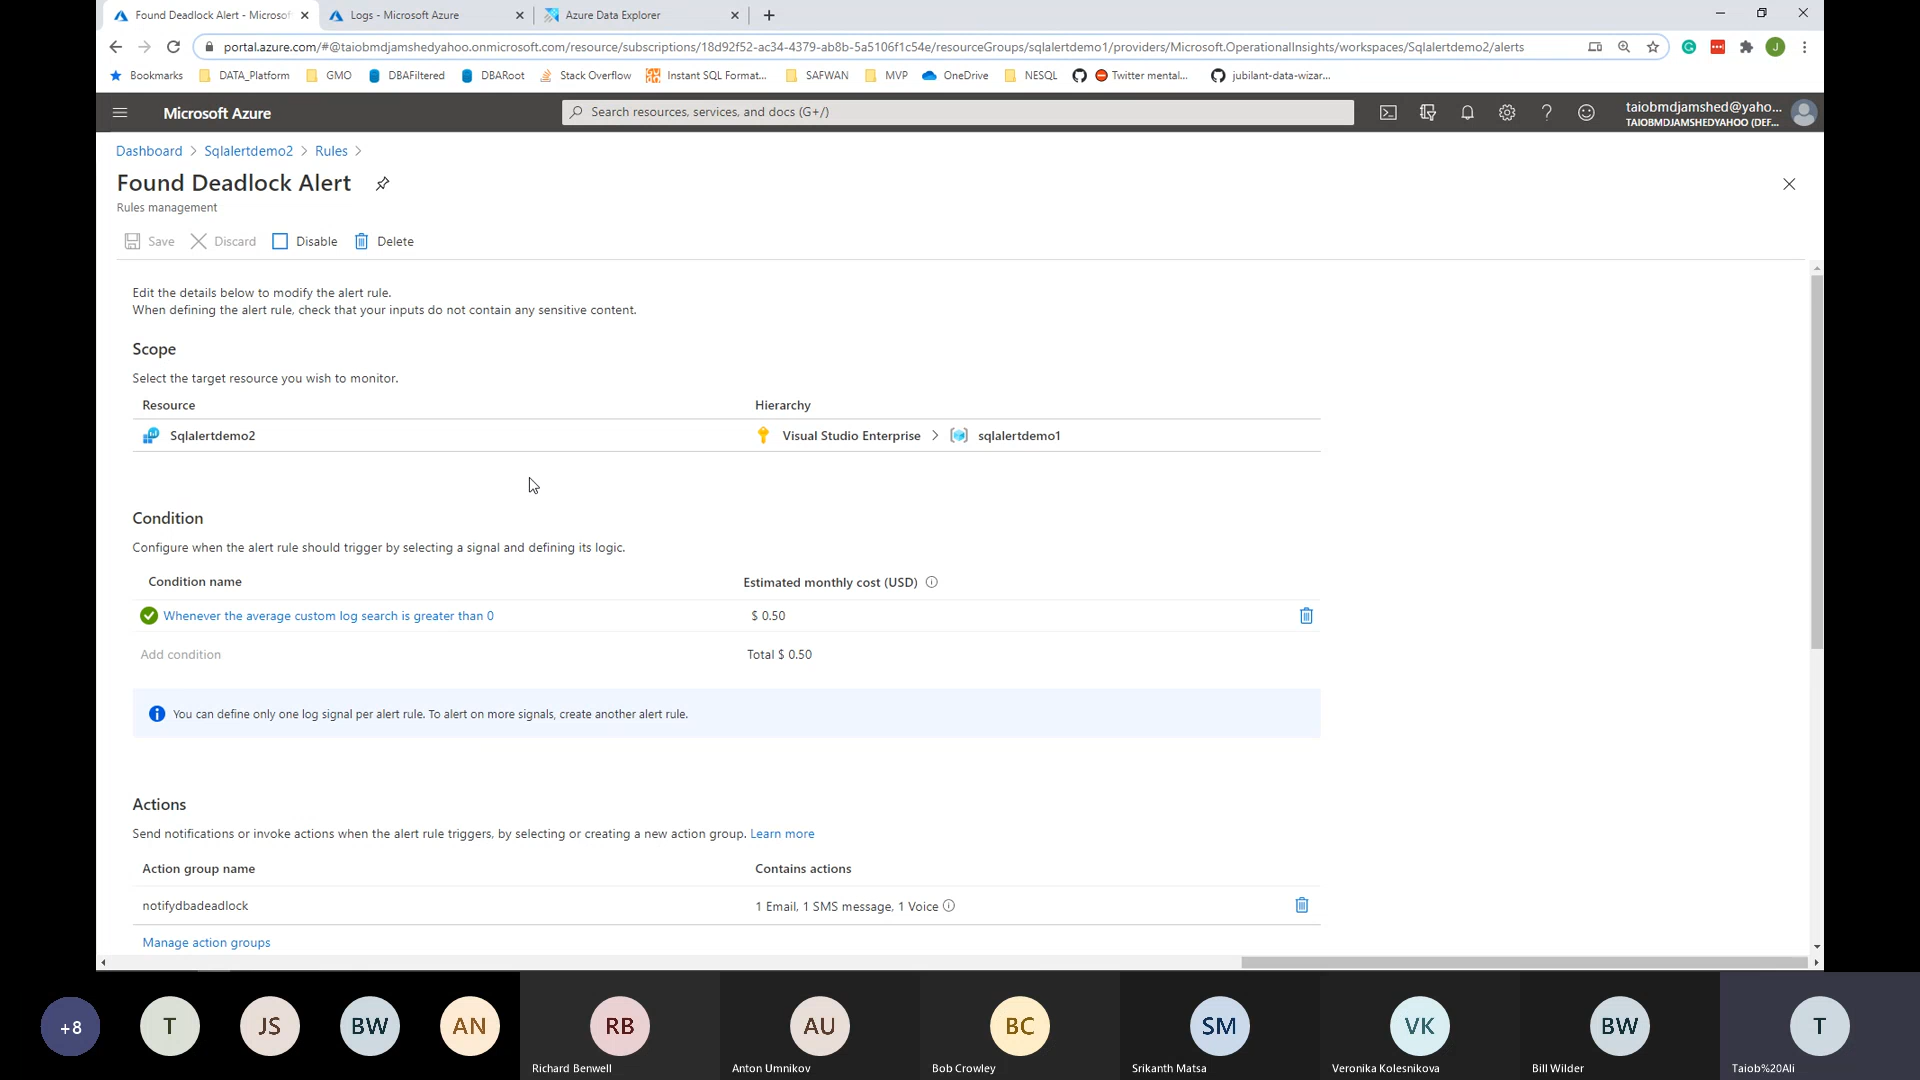 Found Deadlock Alert - Microsof
Logs - Microsoft Azure
Azure Data Explorer
portal.azure.com/#@taiobmdjamshedyahoo.onmicrosoft.com/resource/subscriptions/18d92f52-ac34-4379-ab8b-5a5106f1c54e/resourceGroups/sqlalertdemo1/providers/Microsoft.OperationalInsights/workspaces/Sqlalertdemo2/alerts
J
Bookmarks DATA_Platform GMO DBAFiltered DBARoot Stack Overflow Instant SQL Format... SAFWAN MVP OneDrive NESQL Twitter mental... jubilant-data-wizar...
Microsoft Azure
Search resources, services, and docs (G+/)
taiobmdjamshed@yaho...
TAIOBMDJAMSHEDYAHOO (DEF...
Dashboard > Sqlalertdemo2 > Rules >
Found Deadlock Alert
Rules management
Save Discard Disable Delete
Edit the details below to modify the alert rule.
When defining the alert rule, check that your inputs do not contain any sensitive content.
Scope
Select the target resource you wish to monitor.
Resource Hierarchy
Sqlalertdemo2 Visual Studio Enterprise > sqlalertdemo1
Condition
Configure when the alert rule should trigger by selecting a signal and defining its logic.
Condition name Estimated monthly cost (USD)
Whenever the average custom log search is greater than 0 $ 0.50
Add condition Total $ 0.50
You can define only one log signal per alert rule. To alert on more signals, create another alert rule.
Actions
Send notifications or invoke actions when the alert rule triggers, by selecting or creating a new action group. Learn more
Action group name Contains actions
notifydbadeadlock 1 Email, 1 SMS message, 1 Voice
Manage action groups
+8 T JS BW AN RB AU BC SM VK BW T
Richard Benwell Anton Umnikov Bob Crowley Srikanth Matsa Veronika Kolesnikova Bill Wilder Taiob%20Ali